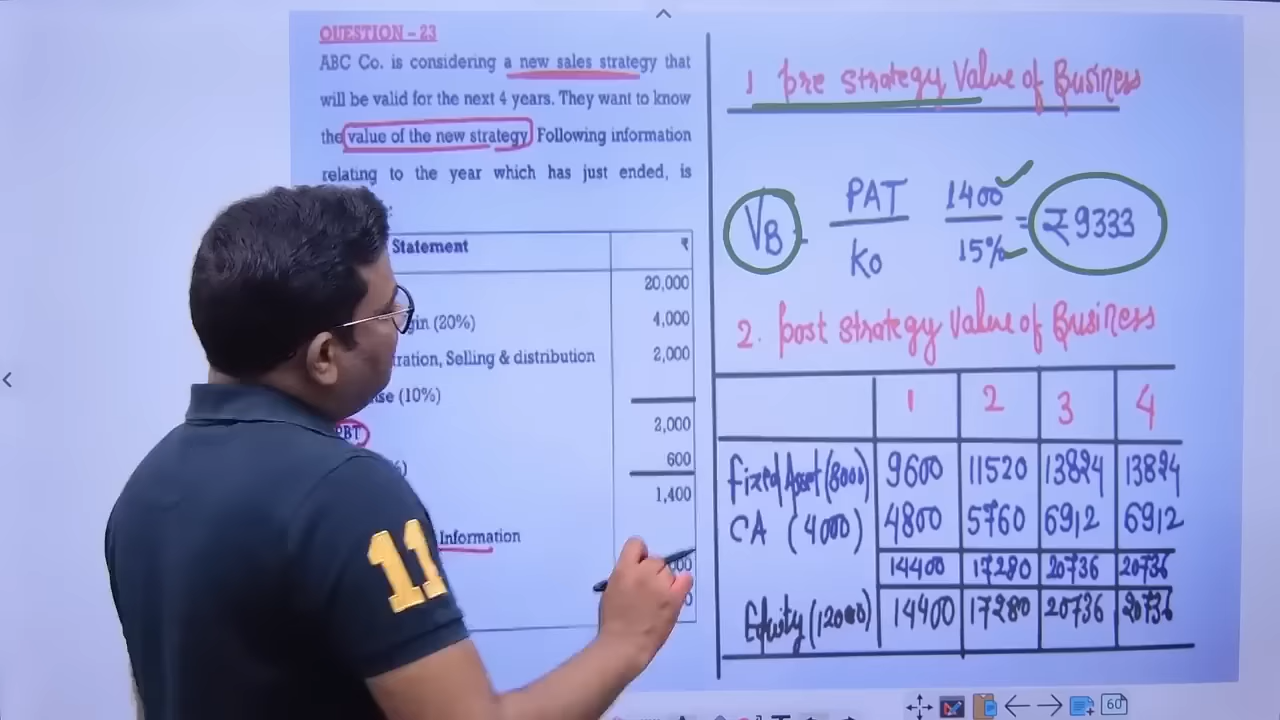 QUESTION – 23
ABC Co. is considering a new sales strategy that
will be valid for the next 4 years. They want to know
the value of the new strategy Following information
relating to the year which has just ended, is
:
Statement ₹
20,000
gin (20%) 4,000
tration, Selling & distribution 2,000
se (10%)
PBT 2,000
600
1,400
Information
1 pre strategy Value of Business
VB = PAT / Ko 1400 / 15% = ₹ 9333
2. post strategy Value of Business
1 2 3 4
Fixed Asset (8000) 9600 11520 13824 13824
CA (4000) 4800 5760 6912 6912
14400 17280 20736 20736
Equity (12000) 14400 17280 20736 20736
11
60